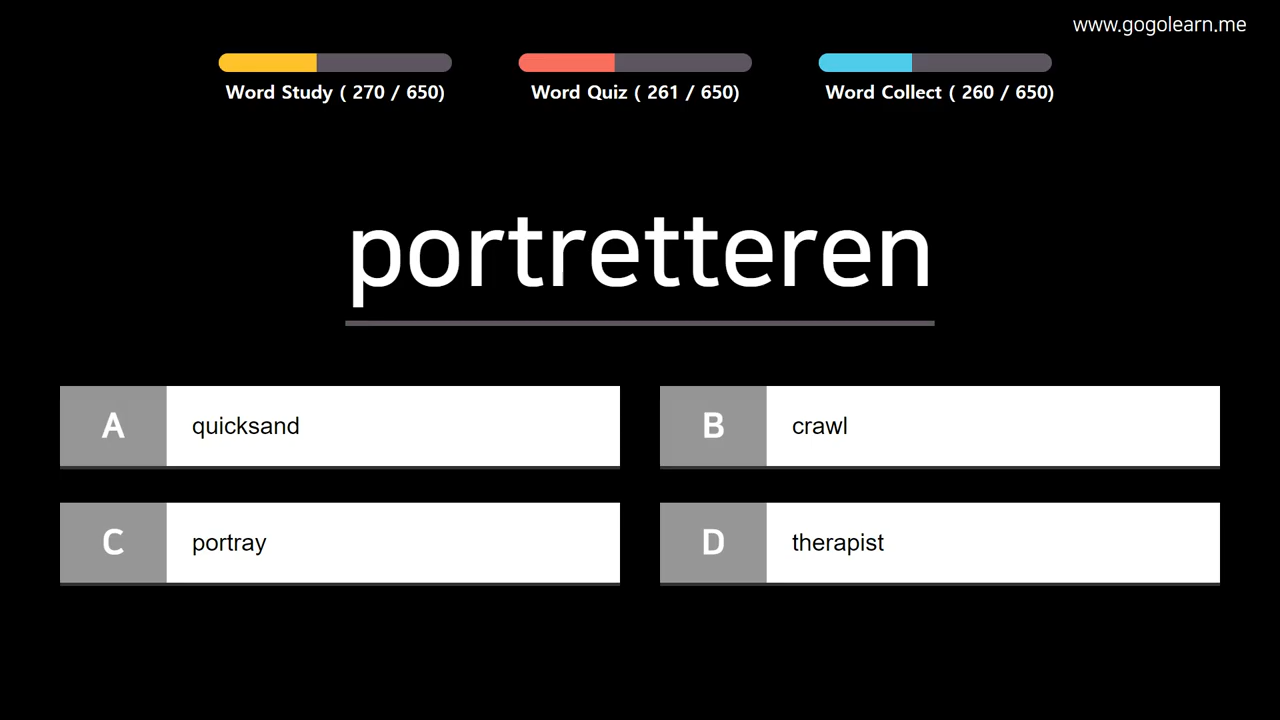 www.gogolearn.me
Word Study ( 270 / 650)
Word Quiz ( 261 / 650)
Word Collect ( 260 / 650)
portretteren
A quicksand
B crawl
C portray
D therapist